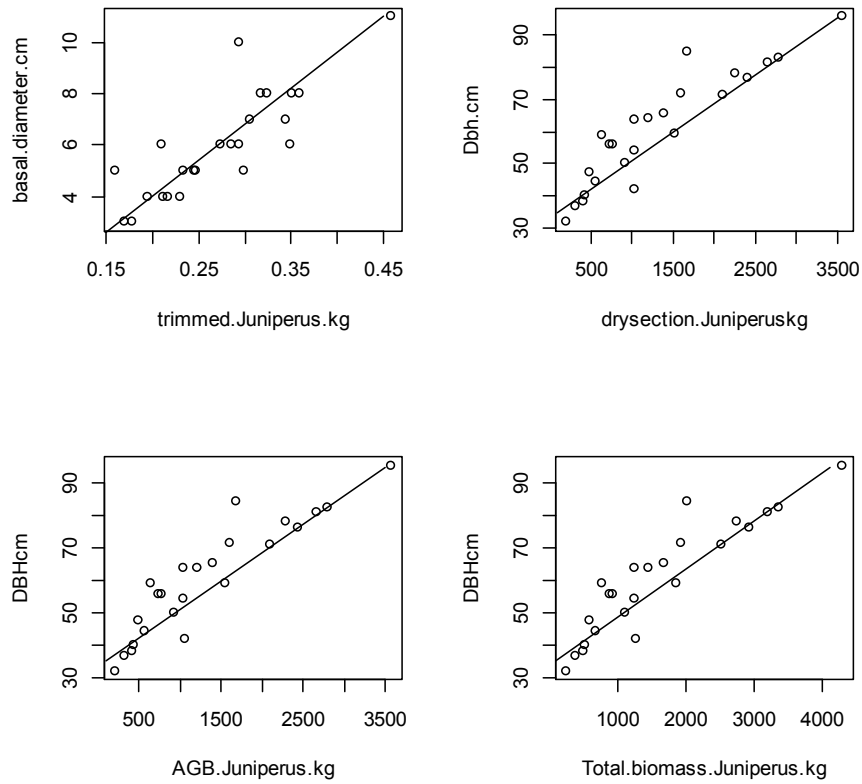 basal.diameter.cm
10
8
6
4
0.15 0.25 0.35 0.45
trimmed.Juniperus.kg
Dbh.cm
90
70
50
30
500 1500 2500 3500
drysection.Juniperuskg
DBHcm
90
70
50
30
500 1500 2500 3500
AGB.Juniperus.kg
DBHcm
90
70
50
30
1000 2000 3000 4000
Total.biomass.Juniperus.kg